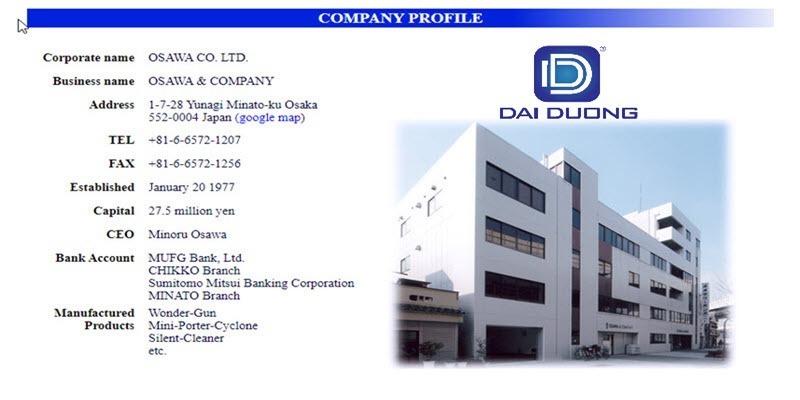 COMPANY PROFILE
Corporate name OSAWA CO. LTD.
Business name OSAWA & COMPANY
Address 1-7-28 Yunagi Minato-ku Osaka
552-0004 Japan (google map)
TEL +81-6-6572-1207
FAX +81-6-6572-1256
Established January 20 1977
Capital 27.5 million yen
CEO Minoru Osawa
Bank Account MUFG Bank, Ltd.
CHIKKO Branch
Sumitomo Mitsui Banking Corporation
MINATO Branch
Manufactured Wonder-Gun
Products Mini-Porter-Cyclone
Silent-Cleaner
etc.
D
®
DAI DUONG